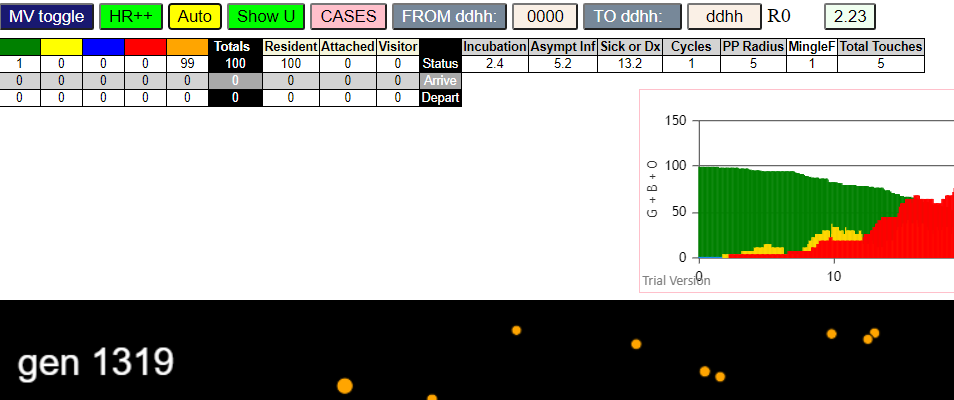 MV toggle HR++ Auto Show U CASES FROM ddhh: 0000 TO ddhh: ddhh R0 2.23
Totals Resident Attached Visitor Incubation Asympt Inf Sick or Dx Cycles PP Radius MingleF Total Touches
1 0 0 0 99 100 100 0 0 Status 2.4 5.2 13.2 1 5 1 5
0 0 0 0 0 0 0 0 0 Arrive
0 0 0 0 0 0 0 0 0 Depart
150
100
G + B + O
50
0
0 10
Trial Version
gen 1319